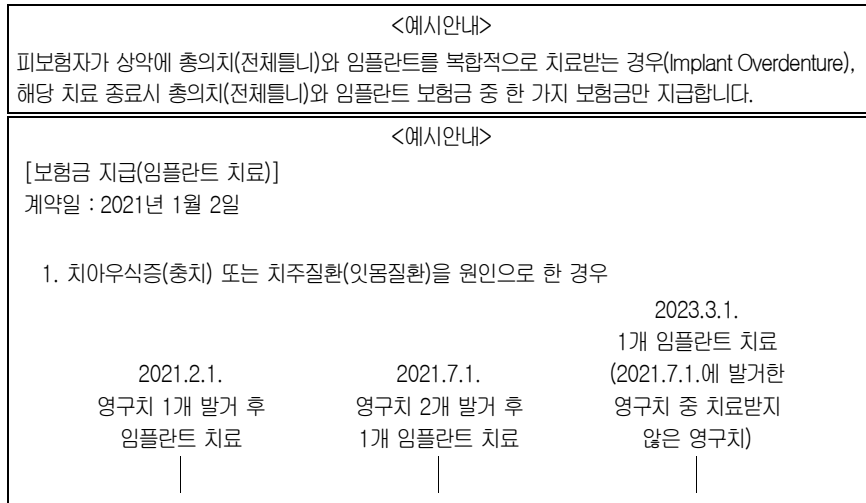 <예시안내>
피보험자가 상악에 총의치(전체틀니)와 임플란트를 복합적으로 치료받는 경우(Implant Overdenture),
해당 치료 종료시 총의치(전체틀니)와 임플란트 보험금 중 한 가지 보험금만 지급합니다.
<예시안내>
[보험금 지급(임플란트 치료)]
계약일 : 2021년 1월 2일
1. 치아우식증(충치) 또는 치주질환(잇몸질환)을 원인으로 한 경우
2021.2.1.
영구치 1개 발거 후
임플란트 치료
2021.7.1.
영구치 2개 발거 후
1개 임플란트 치료
2023.3.1.
1개 임플란트 치료
(2021.7.1.에 발거한
영구치 중 치료받지
않은 영구치)